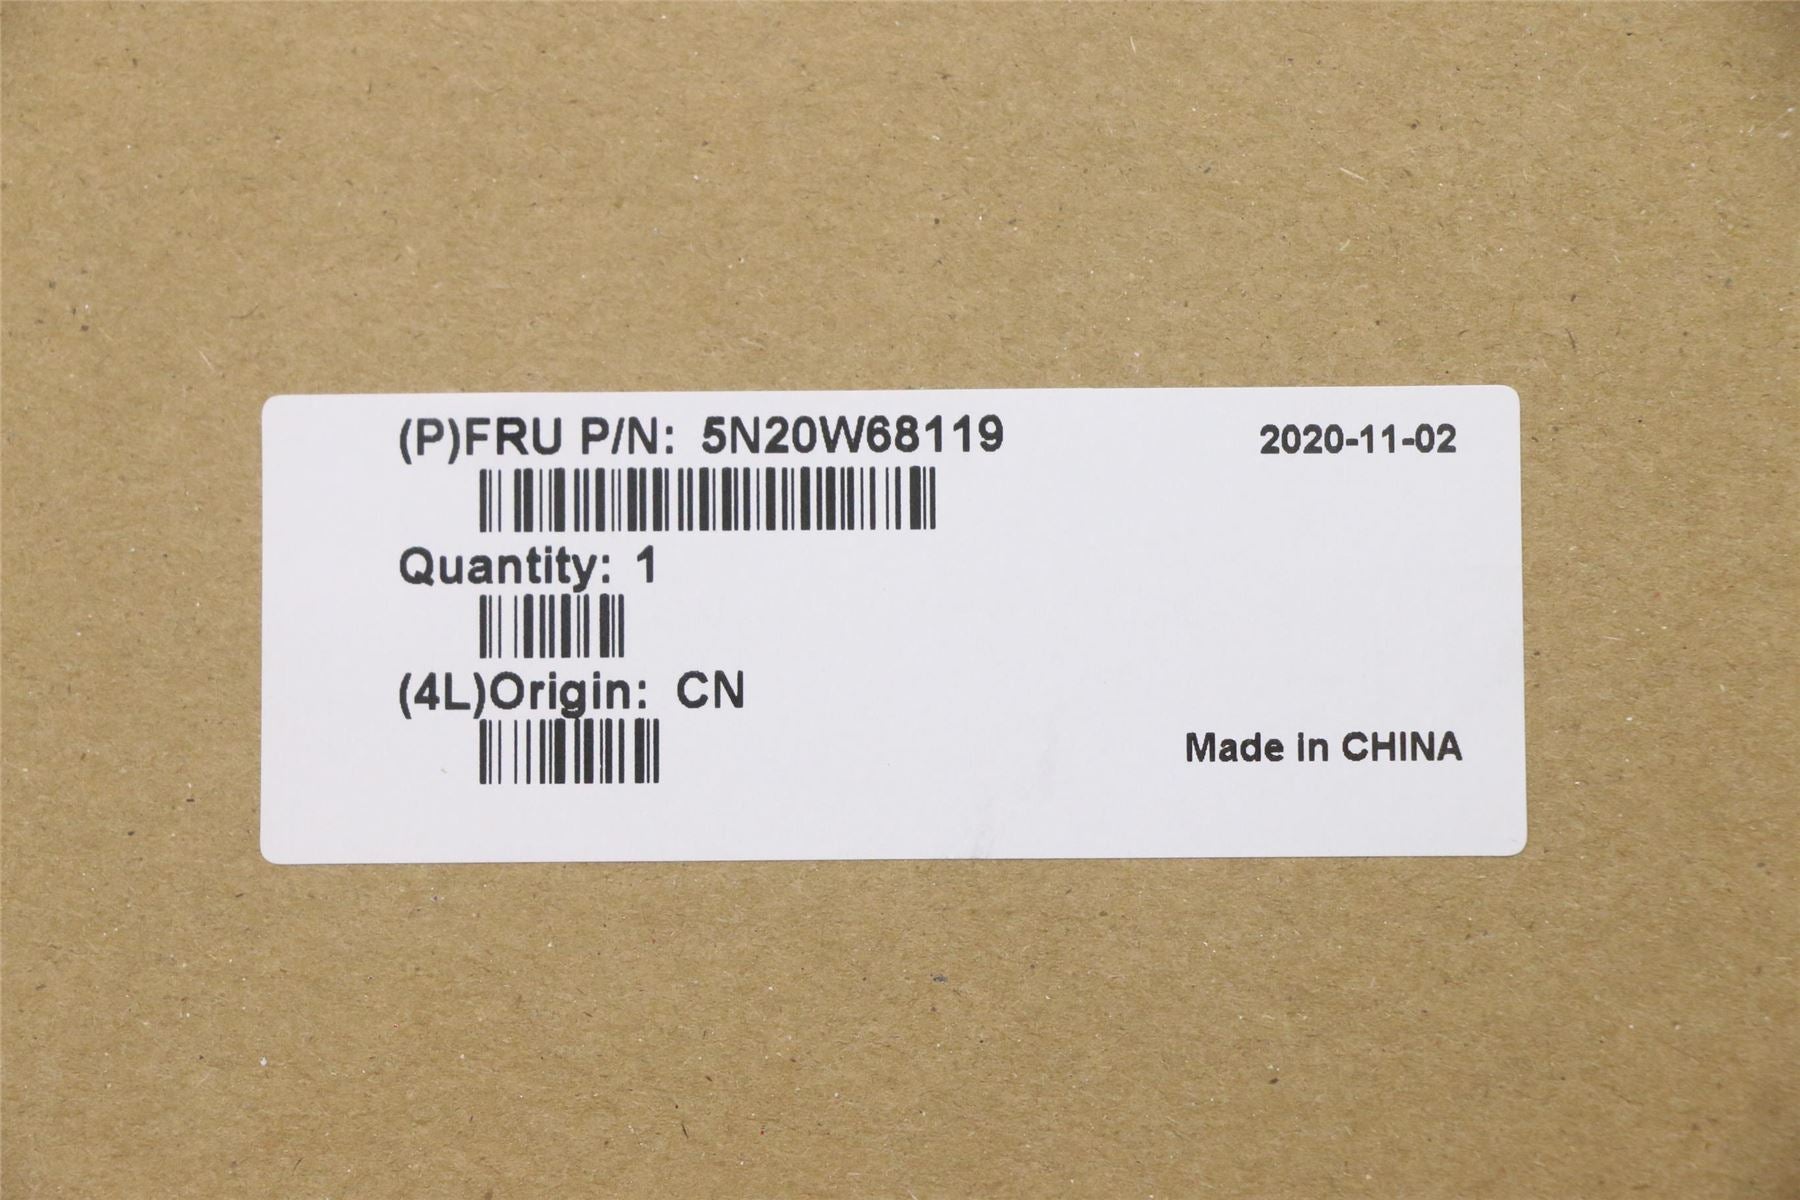 (P)FRU P/N: 5N20W68119
2020-11-02
Quantity: 1
(4L)Origin: CN
Made in CHINA